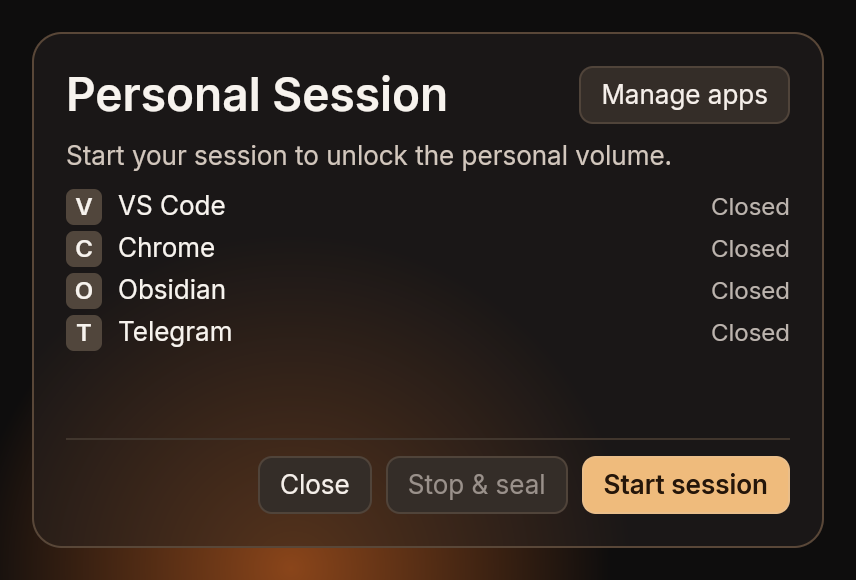 Personal Session
Manage apps
Start your session to unlock the personal volume.
V VS Code Closed
C Chrome Closed
O Obsidian Closed
T Telegram Closed
Close
Stop & seal
Start session